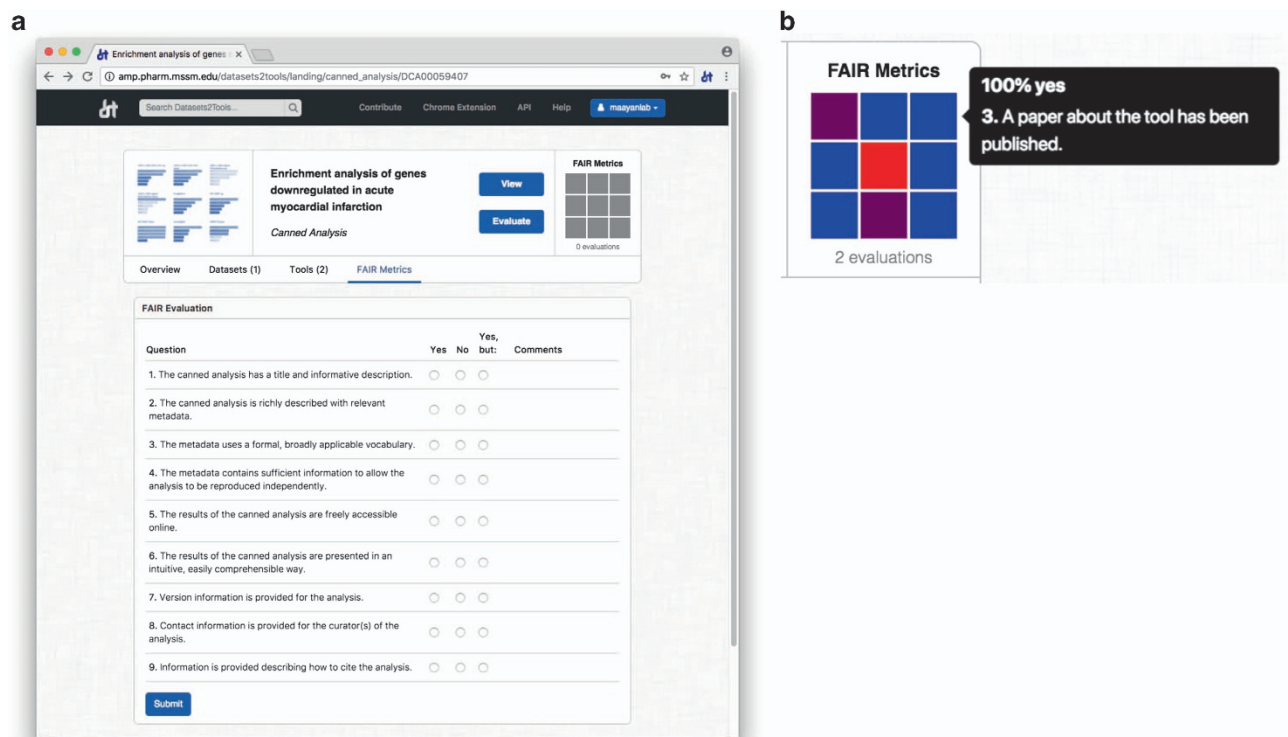 a
Enrichment analysis of genes
amp.pharm.mssm.edu/datasets2tools/landing/canned_analysis/DCA00059407
Search Datasets2Tools...
Contribute
Chrome Extension
API
Help
maayanlab
Enrichment analysis of genes
downregulated in acute
myocardial infarction
Canned Analysis
View
Evaluate
FAIR Metrics
0 evaluations
Overview
Datasets (1)
Tools (2)
FAIR Metrics
FAIR Evaluation
Question
Yes
No
Yes,
but:
Comments
1. The canned analysis has a title and informative description.
2. The canned analysis is richly described with relevant
metadata.
3. The metadata uses a formal, broadly applicable vocabulary.
4. The metadata contains sufficient information to allow the
analysis to be reproduced independently.
5. The results of the canned analysis are freely accessible
online.
6. The results of the canned analysis are presented in an
intuitive, easily comprehensible way.
7. Version information is provided for the analysis.
8. Contact information is provided for the curator(s) of the
analysis.
9. Information is provided describing how to cite the analysis.
Submit
b
FAIR Metrics
2 evaluations
100% yes
3. A paper about the tool has been
published.